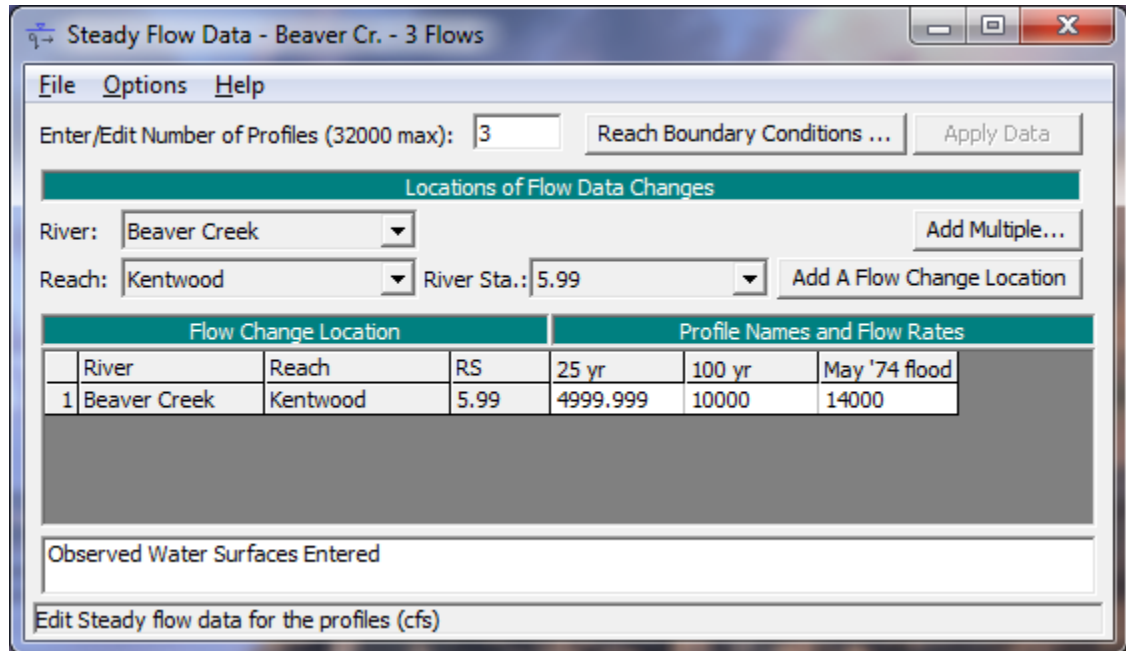 Steady Flow Data - Beaver Cr. - 3 Flows
File Options Help
Enter/Edit Number of Profiles (32000 max): 3 Reach Boundary Conditions ... Apply Data
Locations of Flow Data Changes
River: Beaver Creek Add Multiple...
Reach: Kentwood River Sta.: 5.99 Add A Flow Change Location
Flow Change Location Profile Names and Flow Rates
River Reach RS 25 yr 100 yr May '74 flood
1 Beaver Creek Kentwood 5.99 4999.999 10000 14000
Observed Water Surfaces Entered
Edit Steady flow data for the profiles (cfs)